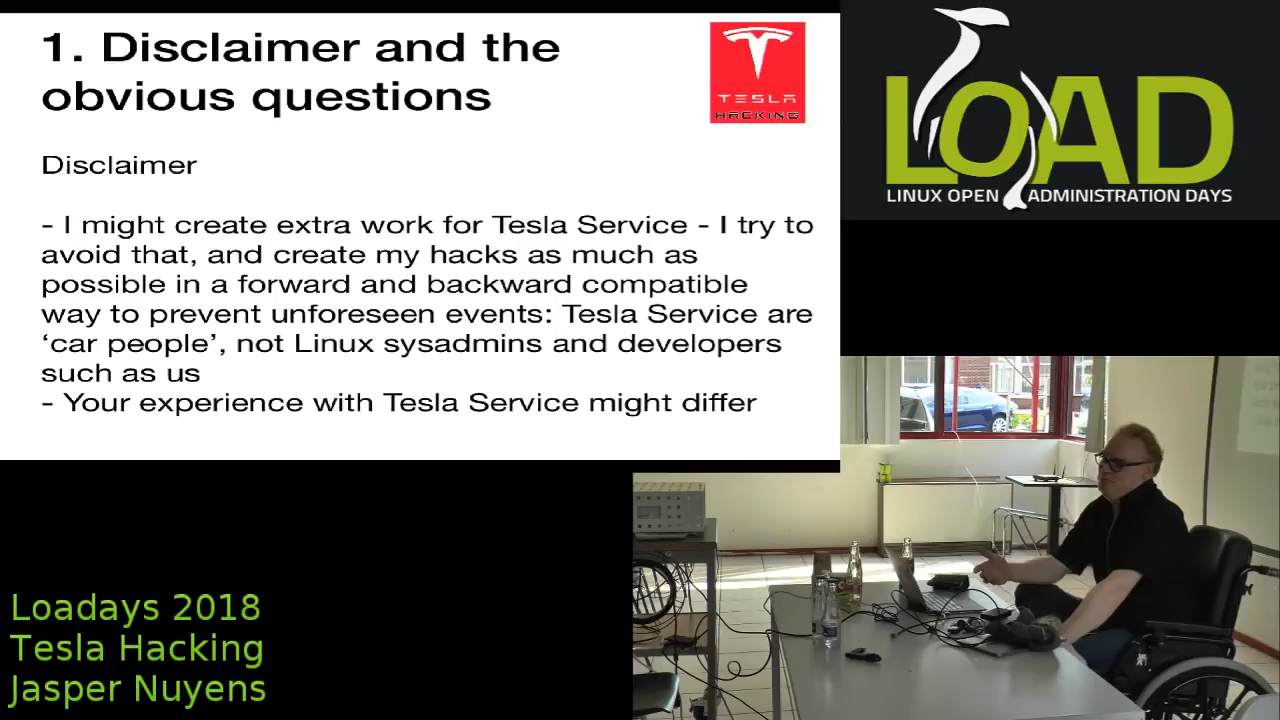 1. Disclaimer and the
obvious questions
TESLA
HACKING
Disclaimer
- I might create extra work for Tesla Service - I try to
avoid that, and create my hacks as much as
possible in a forward and backward compatible
way to prevent unforeseen events: Tesla Service are
‘car people’, not Linux sysadmins and developers
such as us
- Your experience with Tesla Service might differ
LOAD
LINUX OPEN ADMINISTRATION DAYS
Loadays 2018
Tesla Hacking
Jasper Nuyens